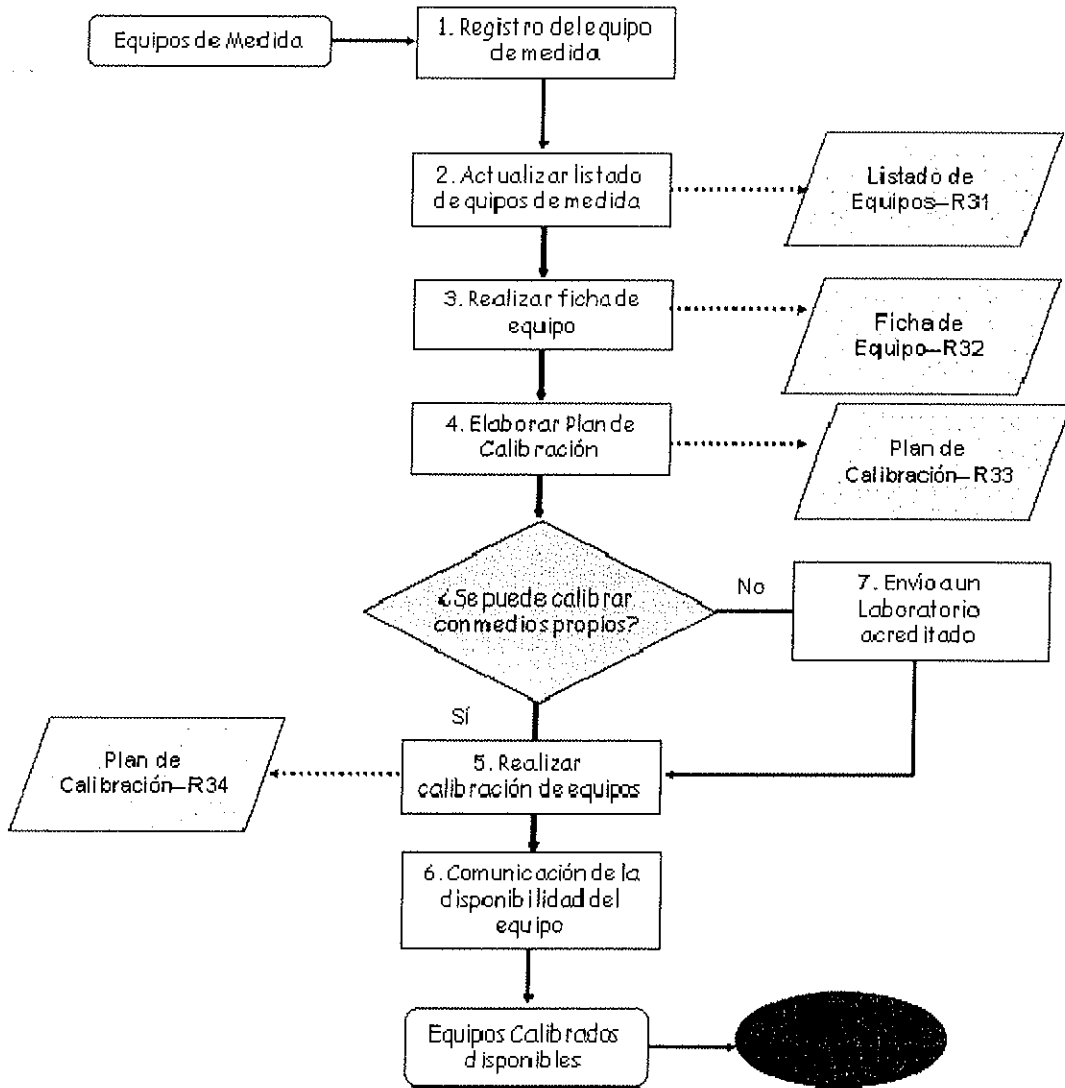 Equipos de Medida
1. Registro del equipo
de medida
2. Actualizar listado
de quipos de medida
Listado de
Equipos–R31
3. Realizar ficha de
equipo
Ficha de
Equipo–R32
4. Elaborar Plan de
Calibración
Plan de
Calibración–R33
¿Se puede calibrar
con medios propios?
No
7. Envío a un
Laboratorio
acreditado
Sí
Plan de
Calibración–R34
5. Realizar
calibración de equipos
6. Comunicación de la
disponibilidad del
equipo
Equipos Calibrados
disponibles